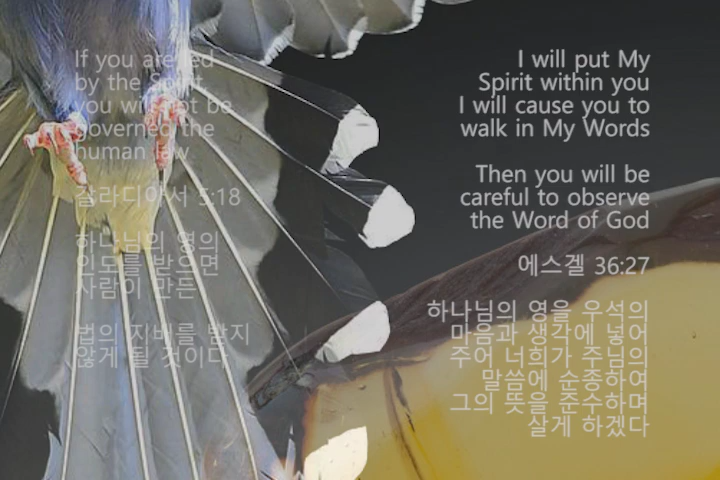 If you are led
by the Spirit
you will not be
governed the
human law
갈라디아서 5:18
하나님의 영의
인도를 받으면
사람이 만든
법의 지배를 받지
않게 될 것이다
I will put My
Spirit within you
I will cause you to
walk in My Words
Then you will be
careful to observe
the Word of God
에스겔 36:27
하나님의 영을 우석의
마음과 생각에 넣어
주어 너희가 주님의
말씀에 순종하여
그의 뜻을 준수하며
살게 하겠다